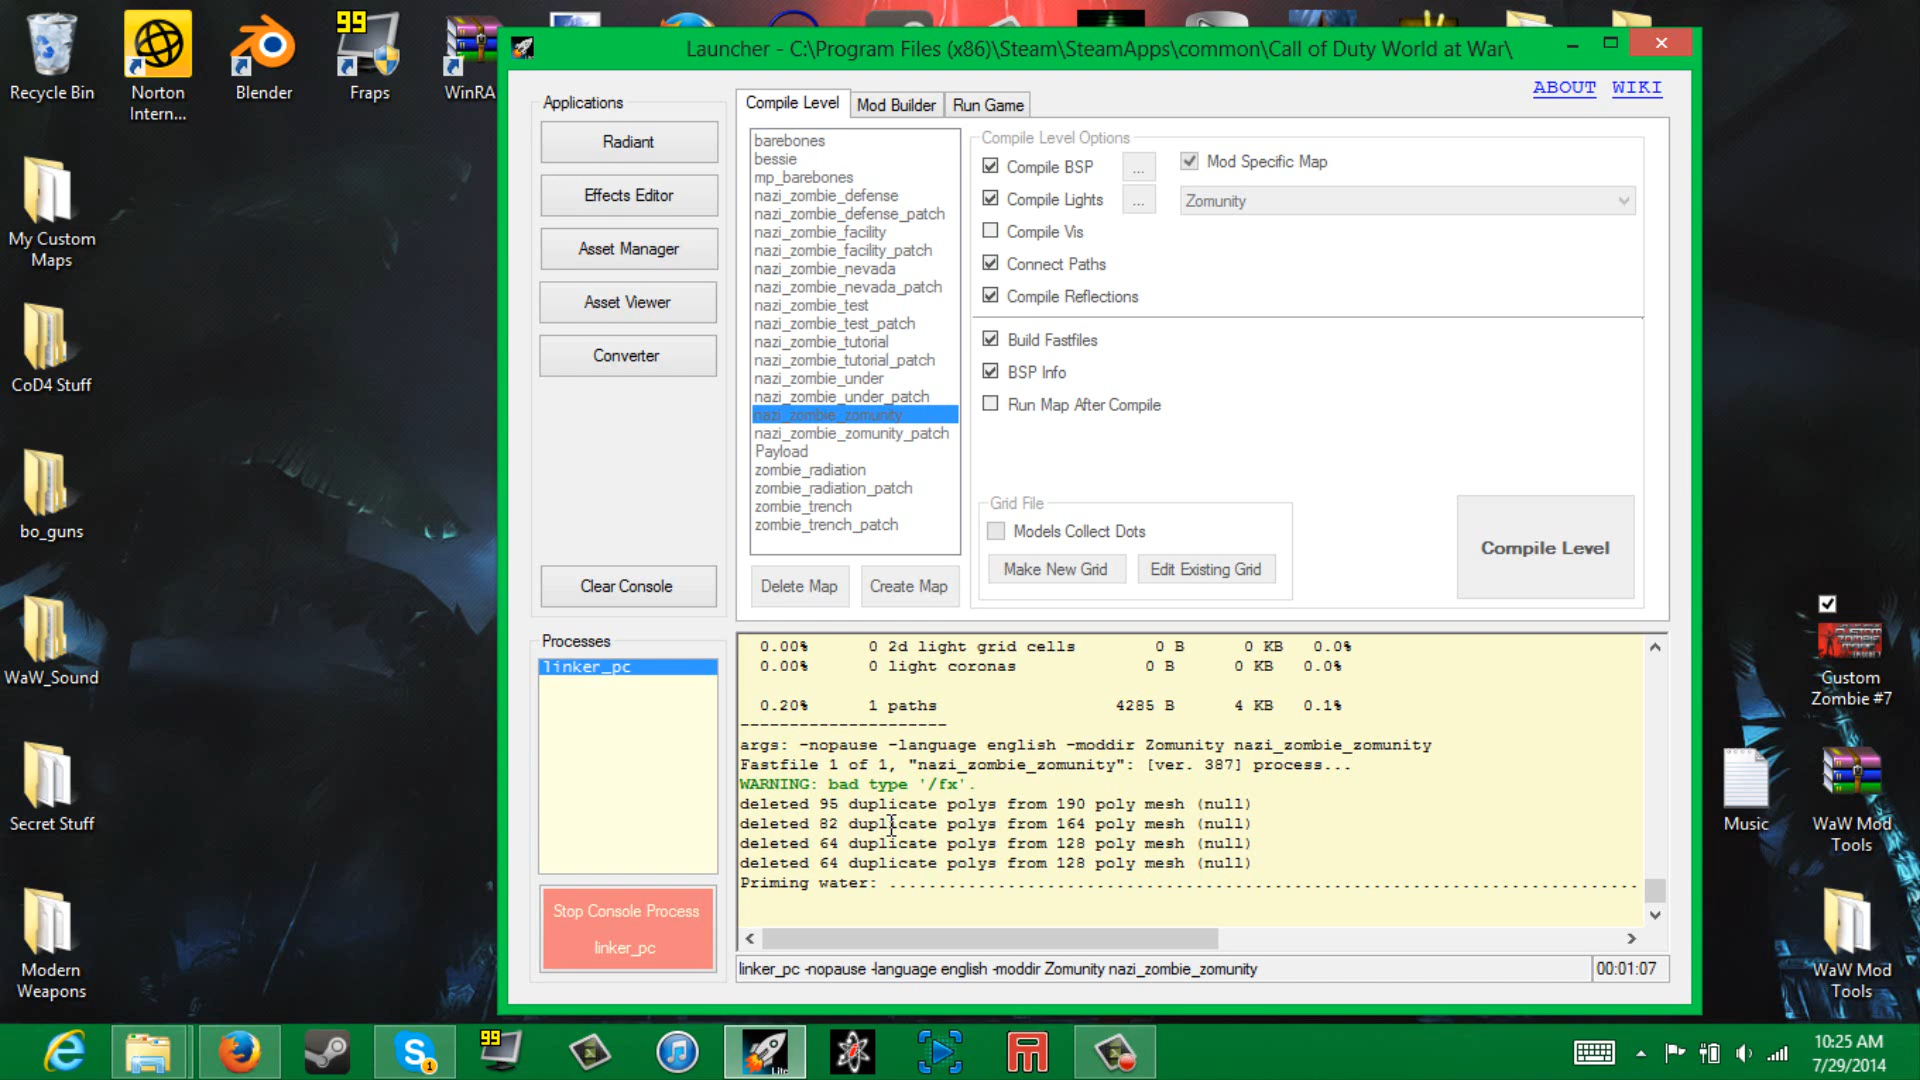 Recycle Bin
Norton
Intern...
Blender
99
Fraps
WinRA
My Custom
Maps
CoD4 Stuff
bo_guns
WaW_Sound
Secret Stuff
Modern
Weapons
Launcher - C:\Program Files (x86)\Steam\SteamApps\common\Call of Duty World at War\
ABOUT WIKI
Applications
Radiant
Effects Editor
Asset Manager
Asset Viewer
Converter
Clear Console
Processes
linker_pc
Stop Console Process
linker_pc
Compile Level
Mod Builder
Run Game
barebones
bessie
mp_barebones
nazi_zombie_defense
nazi_zombie_defense_patch
nazi_zombie_facility
nazi_zombie_facility_patch
nazi_zombie_nevada
nazi_zombie_nevada_patch
nazi_zombie_test
nazi_zombie_test_patch
nazi_zombie_tutorial
nazi_zombie_tutorial_patch
nazi_zombie_under
nazi_zombie_under_patch
nazi_zombie_zomunity
nazi_zombie_zomunity_patch
Payload
zombie_radiation
zombie_radiation_patch
zombie_trench
zombie_trench_patch
Delete Map
Create Map
Compile Level Options
Compile BSP ...
Compile Lights ...
Compile Vis
Connect Paths
Compile Reflections
Mod Specific Map
Zomunity
Build Fastfiles
BSP Info
Run Map After Compile
Grid File
Models Collect Dots
Make New Grid
Edit Existing Grid
Compile Level
0.00% 0 2d light grid cells 0 B 0 KB 0.0%
0.00% 0 light coronas 0 B 0 KB 0.0%
0.20% 1 paths 4285 B 4 KB 0.1%
---------------------
args: -nopause -language english -moddir Zomunity nazi_zombie_zomunity
Fastfile 1 of 1, "nazi_zombie_zomunity": [ver. 387] process...
WARNING: bad type '/fx'.
deleted 95 duplicate polys from 190 poly mesh (null)
deleted 82 duplicate polys from 164 poly mesh (null)
deleted 64 duplicate polys from 128 poly mesh (null)
deleted 64 duplicate polys from 128 poly mesh (null)
Priming water: ............................................................................
linker_pc -nopause -language english -moddir Zomunity nazi_zombie_zomunity
00:01:07
Custom
Zombie #7
Music
WaW Mod
Tools
WaW Mod
Tools
99
Lite
10:25 AM
7/29/2014